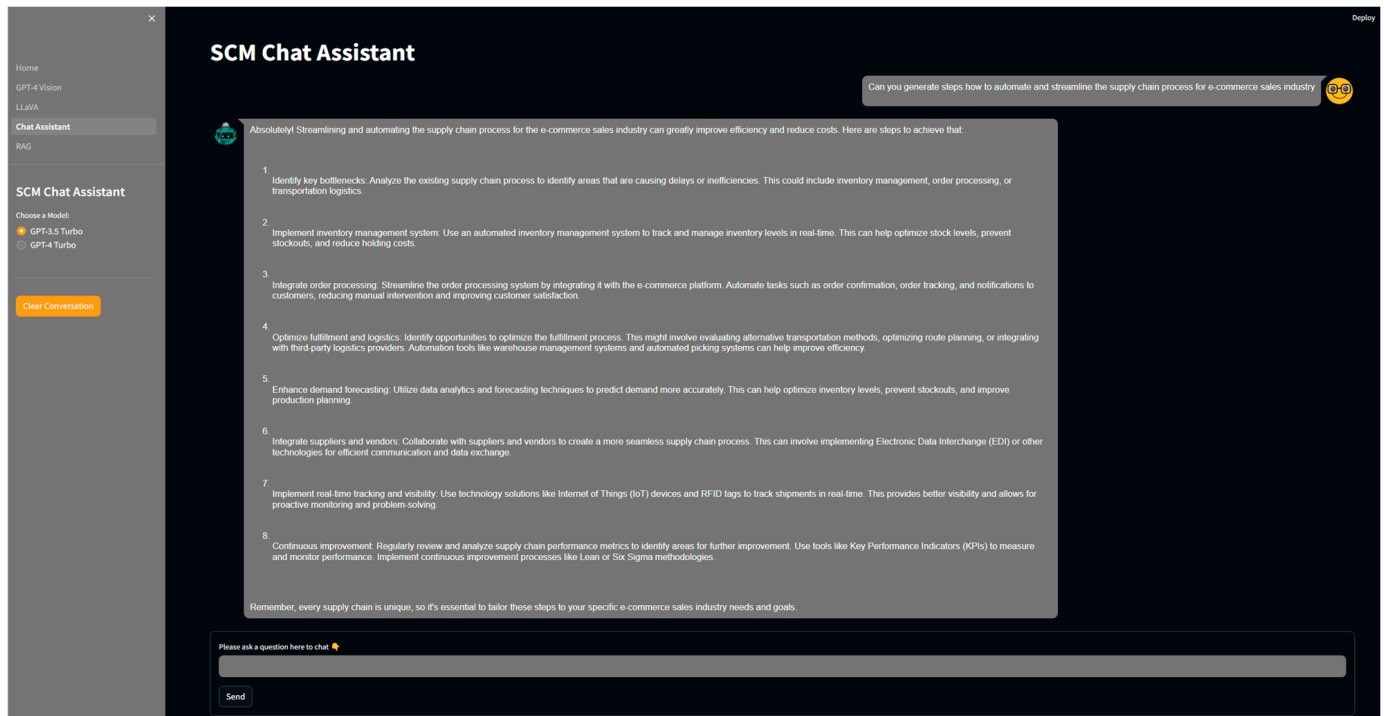 ×
Deploy
Home
GPT-4 Vision
LLaVA
Chat Assistant
RAG
SCM Chat Assistant
Choose a Model:
GPT-3.5 Turbo
GPT-4 Turbo
Clear Conversation
SCM Chat Assistant
Can you generate steps how to automate and streamline the supply chain process for e-commerce sales industry
Absolutely! Streamlining and automating the supply chain process for the e-commerce sales industry can greatly improve efficiency and reduce costs. Here are steps to achieve that:
1.
Identify key bottlenecks: Analyze the existing supply chain process to identify areas that are causing delays or inefficiencies. This could include inventory management, order processing, or
transportation logistics.
2.
Implement inventory management system: Use an automated inventory management system to track and manage inventory levels in real-time. This can help optimize stock levels, prevent
stockouts, and reduce holding costs.
3.
Integrate order processing: Streamline the order processing system by integrating it with the e-commerce platform. Automate tasks such as order confirmation, order tracking, and notifications to
customers, reducing manual intervention and improving customer satisfaction.
4.
Optimize fulfillment and logistics: Identify opportunities to optimize the fulfillment process. This might involve evaluating alternative transportation methods, optimizing route planning, or integrating
with third-party logistics providers. Automation tools like warehouse management systems and automated picking systems can help improve efficiency.
5.
Enhance demand forecasting: Utilize data analytics and forecasting techniques to predict demand more accurately. This can help optimize inventory levels, prevent stockouts, and improve
production planning.
6.
Integrate suppliers and vendors: Collaborate with suppliers and vendors to create a more seamless supply chain process. This can involve implementing Electronic Data Interchange (EDI) or other
technologies for efficient communication and data exchange.
7.
Implement real-time tracking and visibility: Use technology solutions like Internet of Things (IoT) devices and RFID tags to track shipments in real-time. This provides better visibility and allows for
proactive monitoring and problem-solving.
8.
Continuous improvement: Regularly review and analyze supply chain performance metrics to identify areas for further improvement. Use tools like Key Performance Indicators (KPIs) to measure
and monitor performance. Implement continuous improvement processes like Lean or Six Sigma methodologies.
Remember, every supply chain is unique, so it's essential to tailor these steps to your specific e-commerce sales industry needs and goals.
Please ask a question here to chat 👇
Send